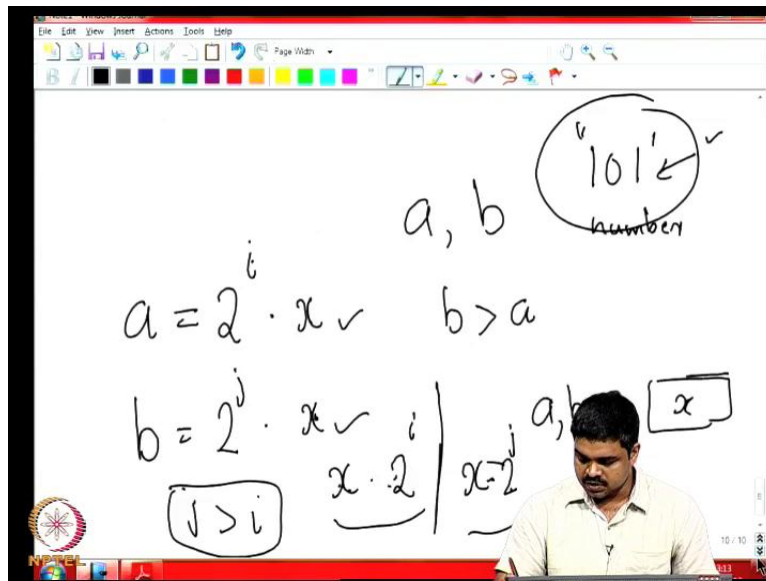 File Edit View Insert Actions Tools Help
Page Width
"101"
number
a, b
a = 2^i · x ✓ b > a
b = 2^j · x ✓ a, b x
j > i x · 2^i | x · 2^j
NPTEL
10 / 10